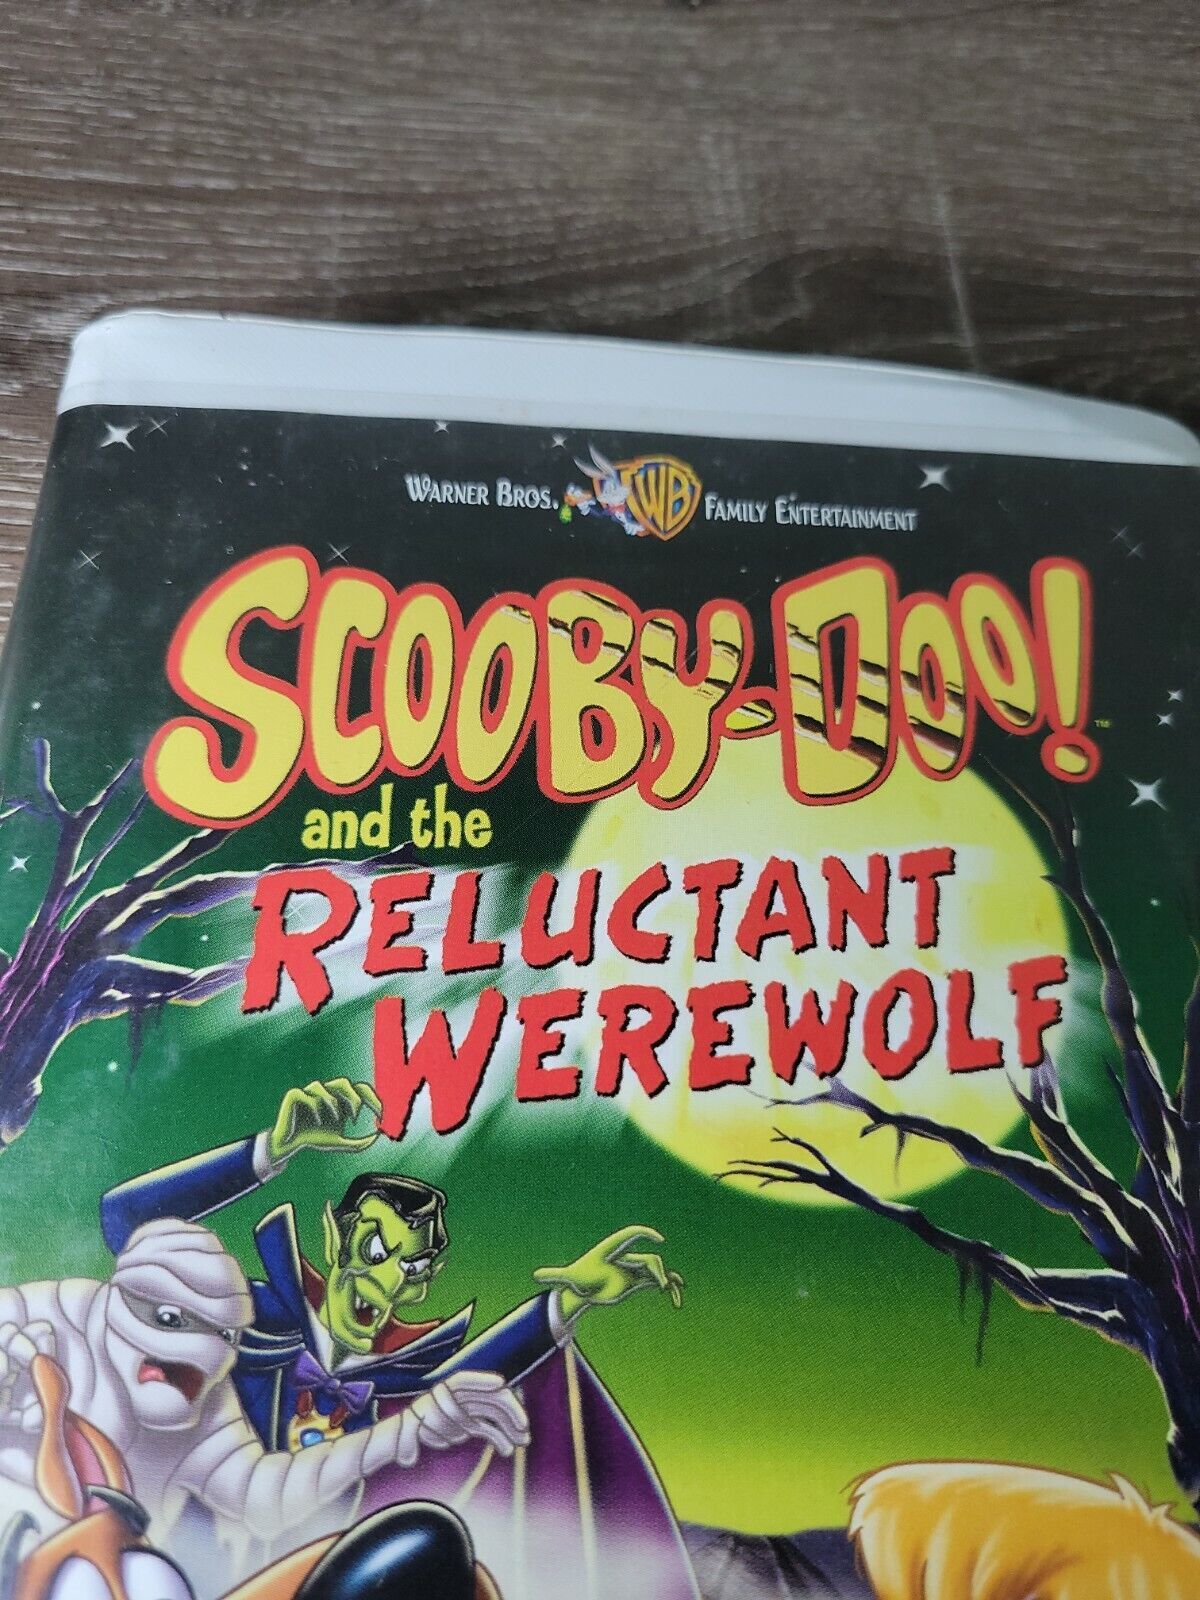 WARNER BROS. WB FAMILY ENTERTAINMENT
SCOOBY-DOO!™
and the
RELUCTANT
WEREWOLF